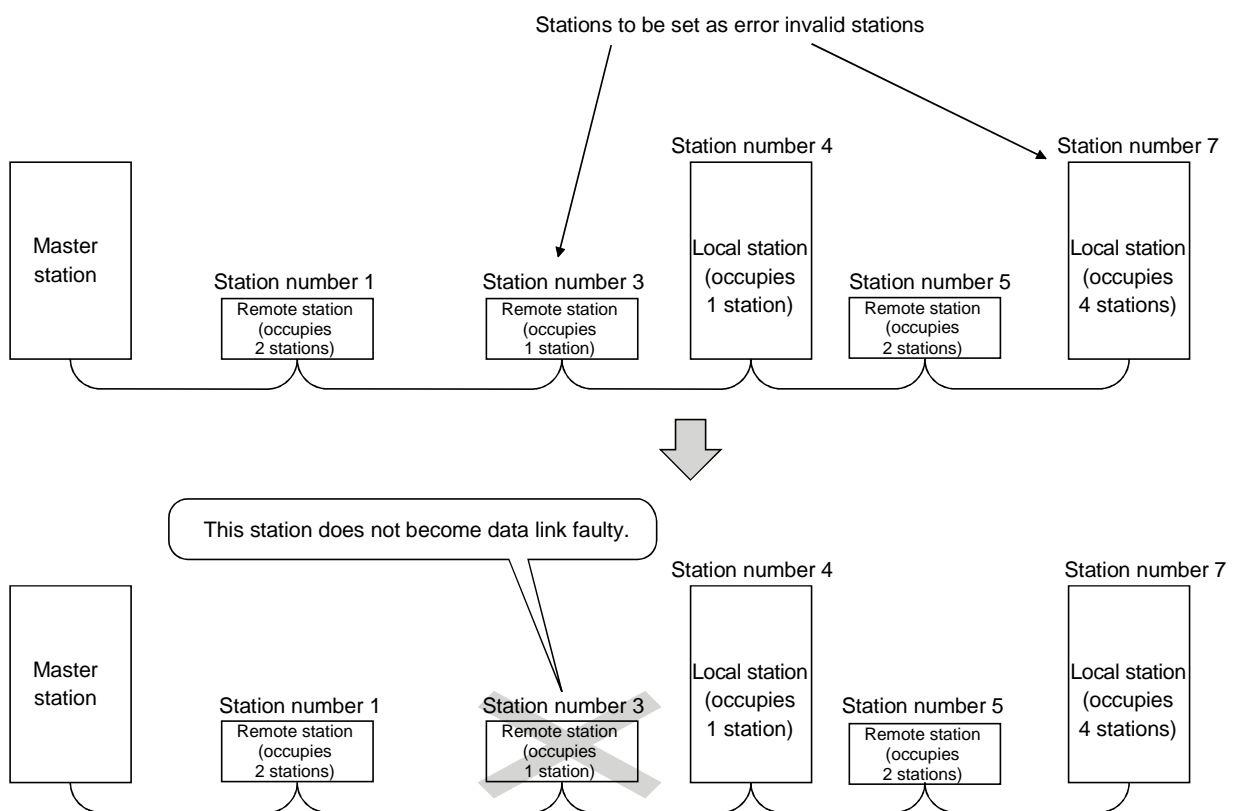 Stations to be set as error invalid stations
Station number 4
Station number 7
Master
station
Station number 1
Remote station
(occupies
2 stations)
Station number 3
Remote station
(occupies
1 station)
Local station
(occupies
1 station)
Station number 5
Remote station
(occupies
2 stations)
Local station
(occupies
4 stations)
This station does not become data link faulty.
Station number 4
Station number 7
Master
station
Station number 1
Remote station
(occupies
2 stations)
Station number 3
Remote station
(occupies
1 station)
Local station
(occupies
1 station)
Station number 5
Remote station
(occupies
2 stations)
Local station
(occupies
4 stations)